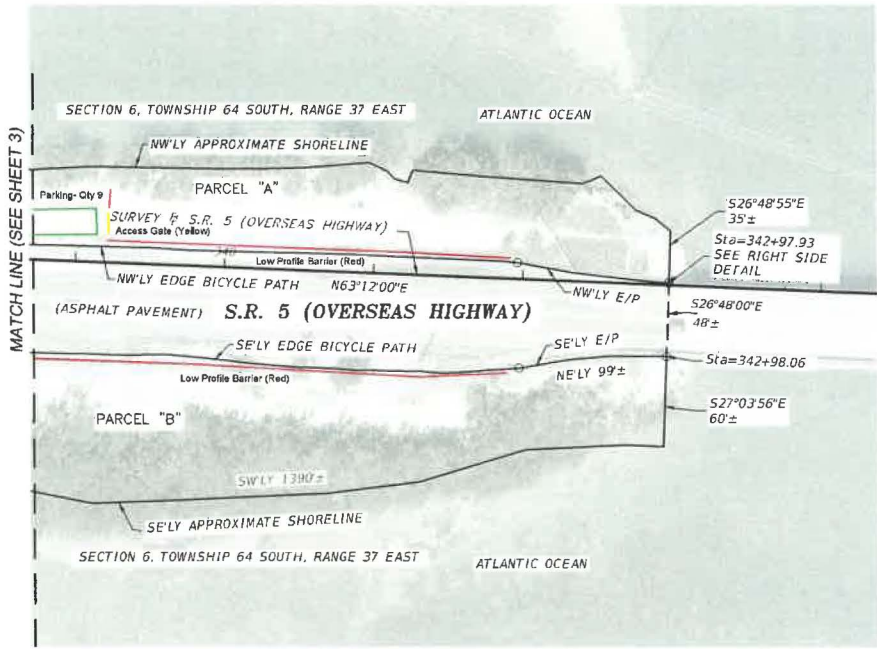 SECTION 6, TOWNSHIP 64 SOUTH, RANGE 37 EAST
ATLANTIC OCEAN
NW'LY APPROXIMATE SHORELINE
MATCH LINE (SEE SHEET 3)
PARCEL "A"
Parking- Qty 9
SURVEY ℄ S.R. 5 (OVERSEAS HIGHWAY)
Access Gate (Yellow)
340
Low Profile Barrier (Red)
S26°48'55"E
35'±
Sta=342+97.93
SEE RIGHT SIDE
DETAIL
NW'LY EDGE BICYCLE PATH
N63°12'00"E
NW'LY E/P
(ASPHALT PAVEMENT)
S.R. 5 (OVERSEAS HIGHWAY)
S26°48'00"E
48'±
SE'LY EDGE BICYCLE PATH
SE'LY E/P
Sta=342+98.06
Low Profile Barrier (Red)
NE'LY 99'±
S27°03'56"E
60'±
PARCEL "B"
SW'LY 1390'±
SE'LY APPROXIMATE SHORELINE
SECTION 6, TOWNSHIP 64 SOUTH, RANGE 37 EAST
ATLANTIC OCEAN